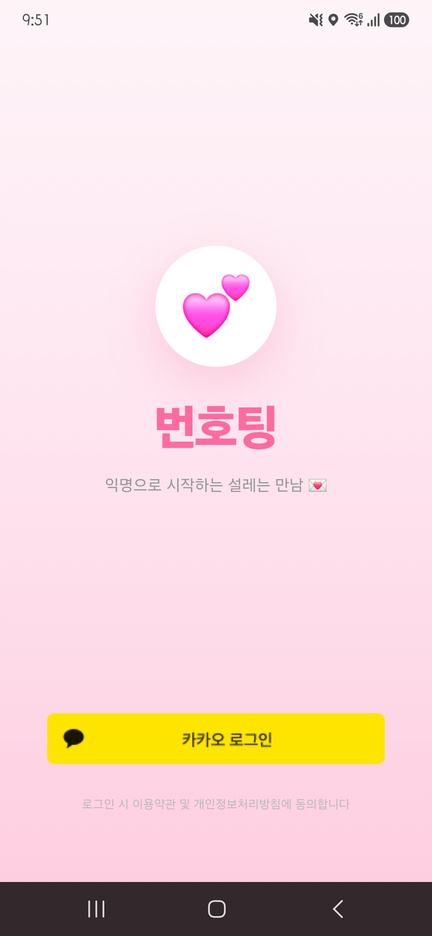 9:51
100
번호팅
익명으로 시작하는 설레는 만남 💌
카카오 로그인
로그인 시 이용약관 및 개인정보처리방침에 동의합니다